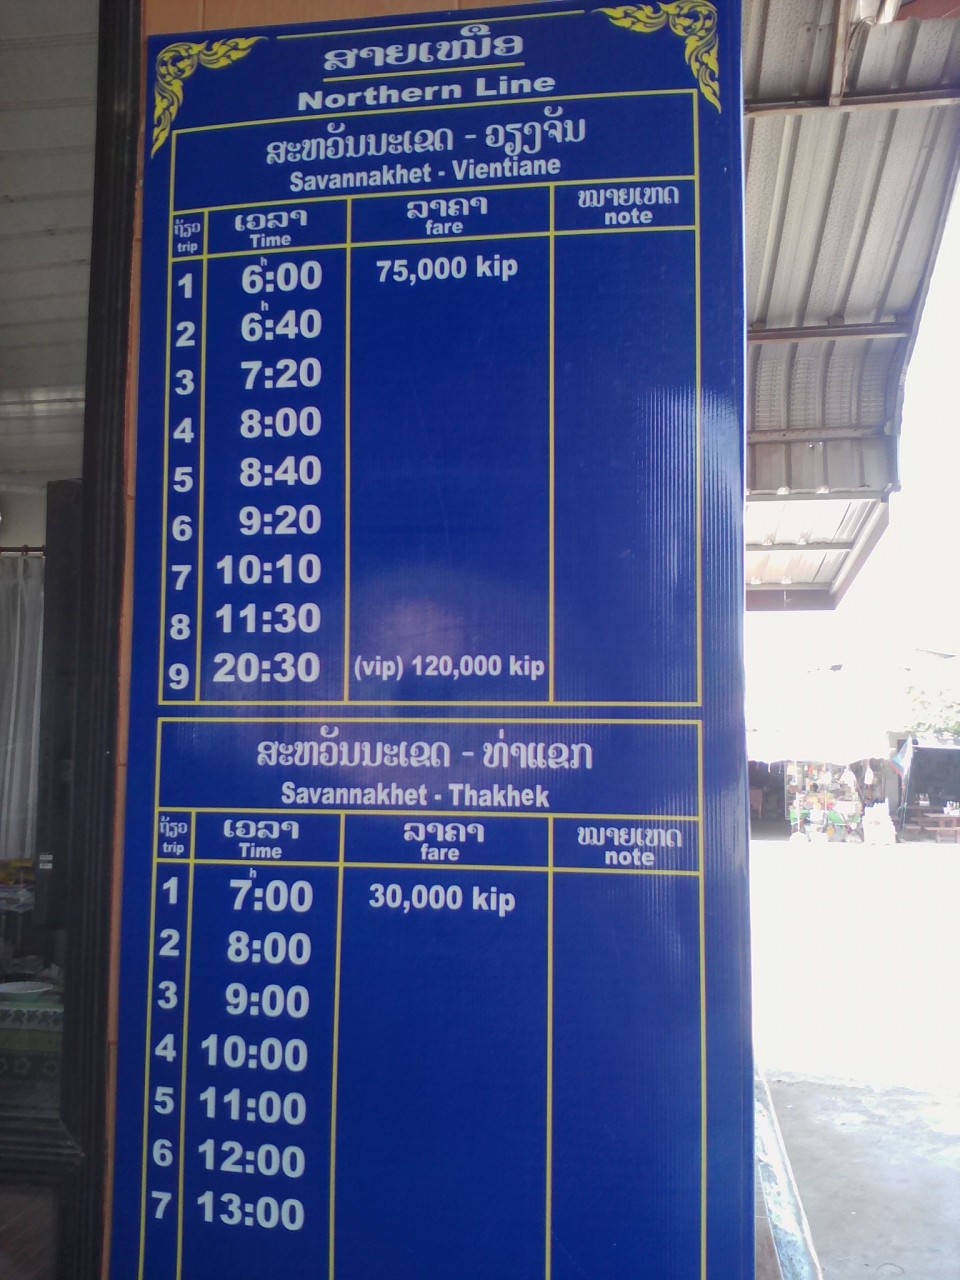 ສາຍເໜືອ
Northern Line
ສະຫວັນນະເຂດ - ວຽງຈັນ
Savannakhet - Vientiane
ຖ້ຽວ ເວລາ ລາຄາ ໝາຍເຫດ
trip Time fare note
1 6:00 h 75,000 kip
2 6:40 h
3 7:20
4 8:00
5 8:40
6 9:20
7 10:10
8 11:30
9 20:30 (vip) 120,000 kip
ສະຫວັນນະເຂດ - ທ່າແຂກ
Savannakhet - Thakhek
ຖ້ຽວ ເວລາ ລາຄາ ໝາຍເຫດ
trip Time fare note
1 7:00 h 30,000 kip
2 8:00
3 9:00
4 10:00
5 11:00
6 12:00
7 13:00